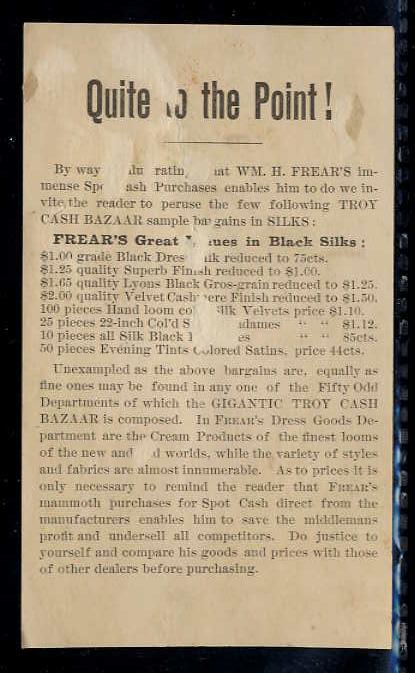 Quite to the Point!
By way ratin, at WM. H. FREAR'S im-
mense Spot Cash Purchases enables him to do we in-
vite, the reader to peruse the few following TROY
CASH BAZAAR sample bargains in SILKS:
FREAR'S Great Values in Black Silks:
$1.00 grade Black Dress Silk reduced to 75cts.
$1.25 quality Superb Finish reduced to $1.00.
$1.65 quality Lyons Black Gros-grain reduced to $1.25.
$2.00 quality Velvet Cashmere Finish reduced to $1.50.
100 pieces Hand loom Silk Velvets price $1.10.
25 pieces 22-inch Col'd " " $1.12.
10 pieces all Silk Black " " 85cts.
50 pieces Evening Tints Colored Satins, price 44cts.
Unexampled as the above bargains are, equally as
fine ones may be found in any one of the Fifty Odd
Departments of which the GIGANTIC TROY CASH
BAZAAR is composed. In FREAR'S Dress Goods De-
partment are the Cream Products of the finest looms
of the new and old worlds, while the variety of styles
and fabrics are almost innumerable. As to prices it is
only necessary to remind the reader that FREAR'S
mammoth purchases for Spot Cash direct from the
manufacturers enables him to save the middlemans
profit and undersell all competitors. Do justice to
yourself and compare his goods and prices with those
of other dealers before purchasing.